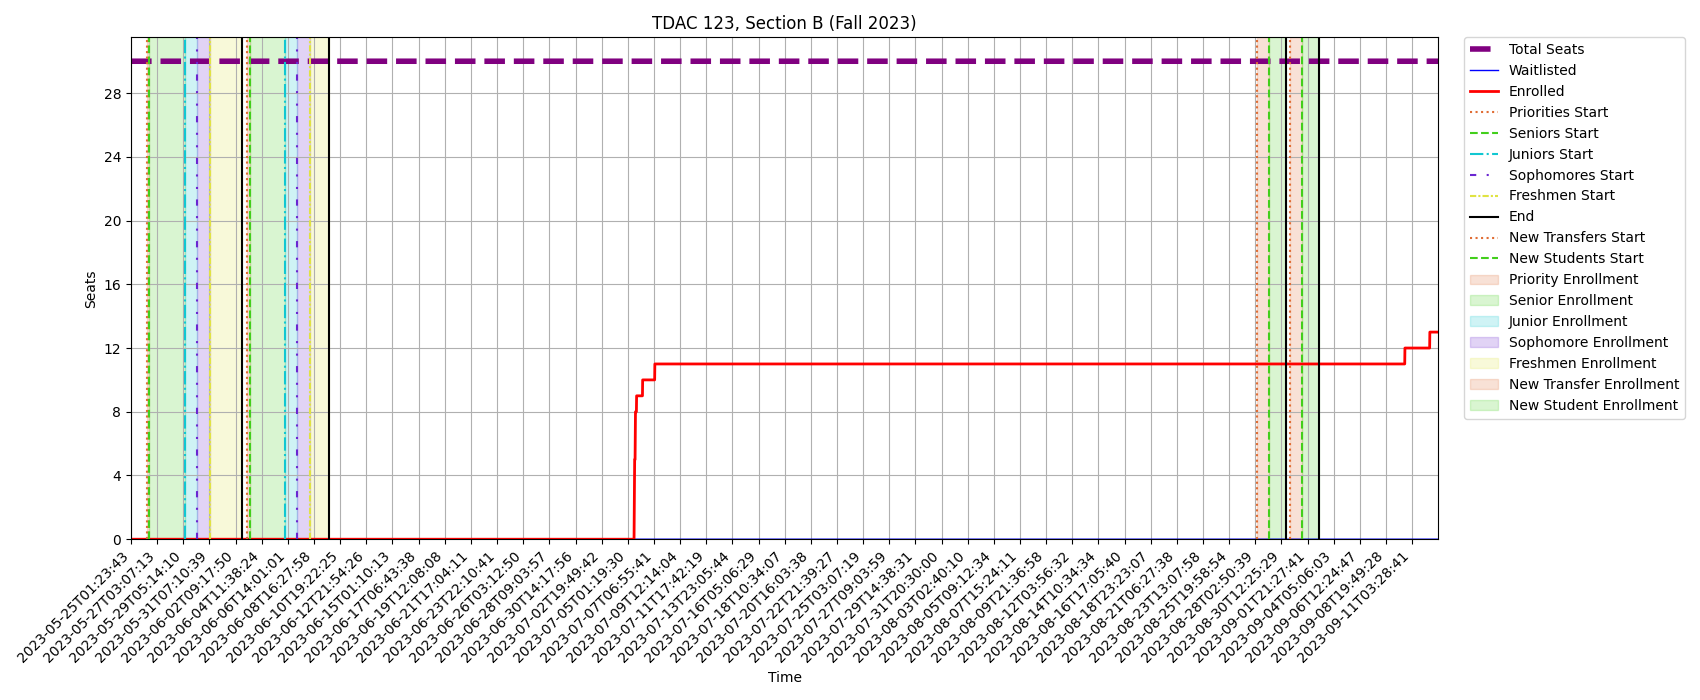 TDAC 123, Section B (Fall 2023)
Seats
28
24
20
16
12
8
4
0
2023-05-25T01:23:43
2023-05-27T03:07:13
2023-05-29T05:14:10
2023-05-31T07:10:39
2023-06-02T09:17:50
2023-06-04T11:38:24
2023-06-06T14:01:01
2023-06-08T16:27:58
2023-06-10T19:22:25
2023-06-12T21:54:26
2023-06-15T01:10:13
2023-06-17T06:43:38
2023-06-19T12:08:08
2023-06-21T17:04:11
2023-06-23T22:10:41
2023-06-26T03:12:50
2023-06-28T09:03:57
2023-06-30T14:17:56
2023-07-02T19:49:42
2023-07-05T01:19:30
2023-07-07T06:55:41
2023-07-09T12:14:04
2023-07-11T17:42:19
2023-07-13T23:05:44
2023-07-16T05:06:29
2023-07-18T10:34:07
2023-07-20T16:03:38
2023-07-22T21:39:27
2023-07-25T03:07:19
2023-07-27T09:03:59
2023-07-29T14:38:31
2023-07-31T20:30:00
2023-08-03T02:40:10
2023-08-05T09:12:34
2023-08-07T15:24:11
2023-08-09T21:36:58
2023-08-12T03:56:32
2023-08-14T10:34:34
2023-08-16T17:05:40
2023-08-18T23:23:07
2023-08-21T06:27:38
2023-08-23T13:07:58
2023-08-25T19:58:54
2023-08-28T02:50:39
2023-08-30T12:25:29
2023-09-01T21:27:41
2023-09-04T05:06:03
2023-09-06T12:24:47
2023-09-08T19:49:28
2023-09-11T03:28:41
Time
Total Seats
Waitlisted
Enrolled
Priorities Start
Seniors Start
Juniors Start
Sophomores Start
Freshmen Start
End
New Transfers Start
New Students Start
Priority Enrollment
Senior Enrollment
Junior Enrollment
Sophomore Enrollment
Freshmen Enrollment
New Transfer Enrollment
New Student Enrollment